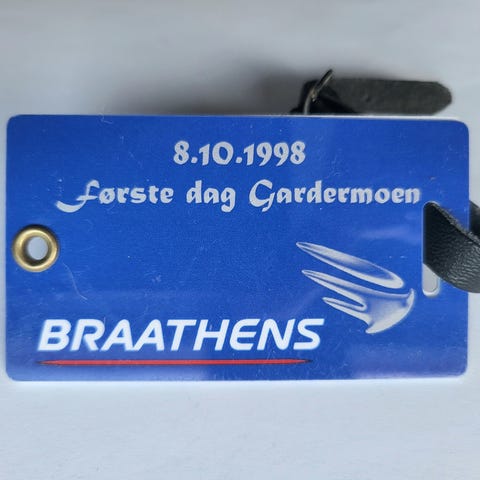 8.10.1998
Første dag Gardermoen
BRAATHENS